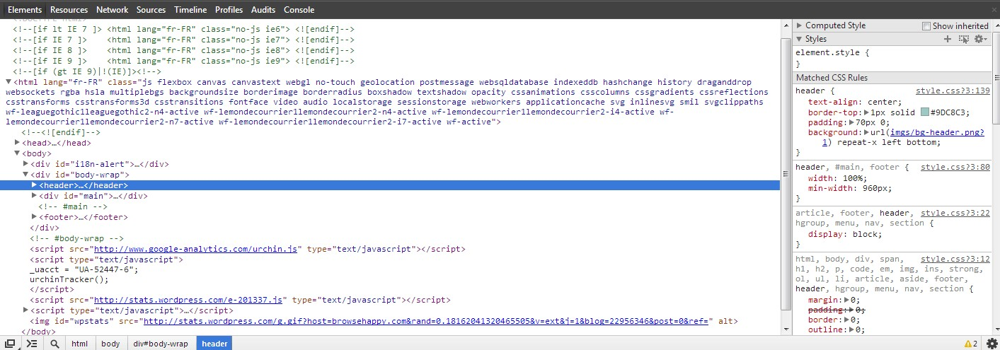 Elements Resources Network Sources Timeline Profiles Audits Console
<!DOCTYPE html>
<!--[if lt IE 7 ]> <html lang="fr-FR" class="no-js ie6"> <![endif]-->
<!--[if IE 7 ]>    <html lang="fr-FR" class="no-js ie7"> <![endif]-->
<!--[if IE 8 ]>    <html lang="fr-FR" class="no-js ie8"> <![endif]-->
<!--[if IE 9 ]>    <html lang="fr-FR" class="no-js ie9"> <![endif]-->
<!--[if (gt IE 9)|!(IE)]><!-->
<html lang="fr-FR" class="js flexbox canvas canvastext webgl no-touch geolocation postmessage websqldatabase indexeddb hashchange history draganddrop
websockets rgba hsla multiplebgs backgroundsize borderimage borderradius boxshadow textshadow opacity cssanimations csscolumns cssgradients cssreflections
csstransforms csstransforms3d csstransitions fontface video audio localstorage sessionstorage webworkers applicationcache svg inlinesvg smil svgclippaths
wf-leaguegothic1leaguegothic2-n4-active wf-lemondecourrier1lemondecourrier2-n4-active wf-lemondecourrier1lemondecourrier2-i4-active wf-
lemondecourrier1lemondecourrier2-n7-active wf-lemondecourrier1lemondecourrier2-i7-active wf-active">
<!--<![endif]-->
<head>…</head>
<body>
<div id="i18n-alert">…</div>
<div id="body-wrap">
<header>…</header>
<div id="main">…</div>
<!-- #main -->
<footer>…</footer>
</div>
<!-- #body-wrap -->
<script src="http://www.google-analytics.com/urchin.js" type="text/javascript"></script>
<script type="text/javascript">
_uacct = "UA-52447-6";
urchinTracker();
</script>
<script src="http://stats.wordpress.com/e-201337.js" type="text/javascript"></script>
<script type="text/javascript">…</script>
<img id="wpstats" src="http://stats.wordpress.com/g.gif?host=browsehappy.com&rand=0.18162041320465505&v=ext&j=1&blog=22956346&post=0&ref=" alt>
</body>
Computed Style Show inherited
Styles
element.style {
}
Matched CSS Rules
header { style.css?3:139
text-align: center;
border-top: 1px solid #9DC8C3;
padding: 70px 0;
background: url(imgs/bg-header.png?
1) repeat-x left bottom;
}
header, #main, footer { style.css?3:80
width: 100%;
min-width: 960px;
}
article, footer, header, style.css?3:22
hgroup, menu, nav, section {
display: block;
}
html, body, div, span, style.css?3:12
h1, h2, p, code, em, img, ins, strong,
ol, ul, li, article, aside, footer,
header, hgroup, menu, nav, section {
margin: 0;
padding: 0;
border: 0;
outline: 0;
html body div#body-wrap header 2